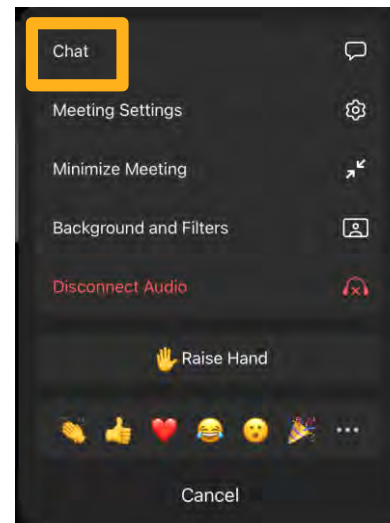 Chat
Meeting Settings
Minimize Meeting
Background and Filters
Disconnect Audio
Raise Hand
Cancel